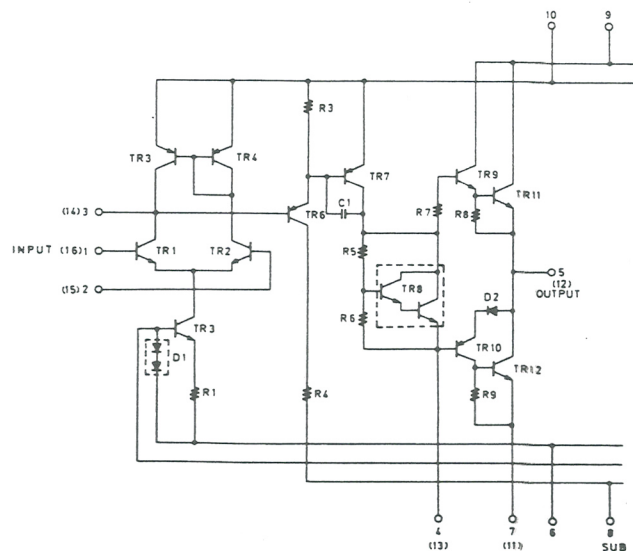 10
9
R3
TR3
TR4
TR7
TR9
TR11
(14) 3
TR6
C1
R7
R8
INPUT (16) 1
TR1
TR2
R5
5
(12)
OUTPUT
(15) 2
TR8
D2
TR3
R6
D1
TR10
TR12
R1
R4
R9
4
(13)
7
(11)
6
8
SUB